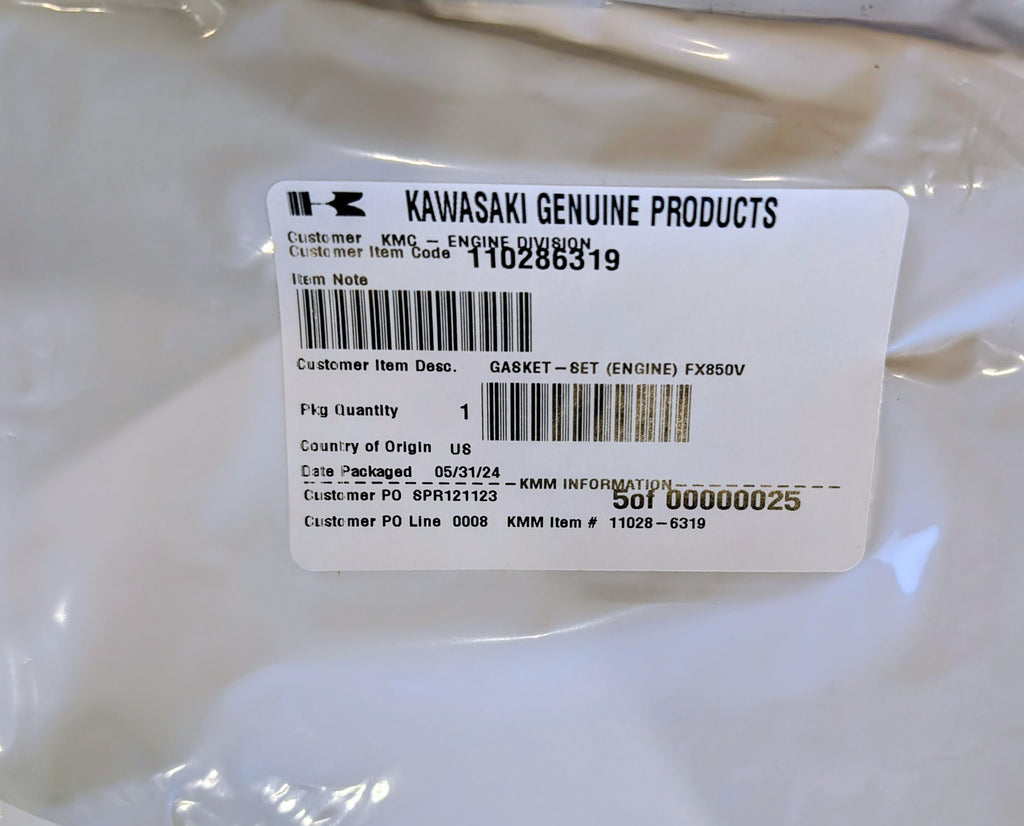 KAWASAKI GENUINE PRODUCTS
Customer KMC - ENGINE DIVISION
Customer Item Code 110286319
Item Note
Customer Item Desc. GASKET-SET (ENGINE) FX850V
Pkg Quantity 1
Country of Origin US
Date Packaged 05/31/24
-----------------KMM INFORMATION-----------------
Customer PO SPR121123 5of 00000025
Customer PO Line 0008 KMM Item # 11028-6319